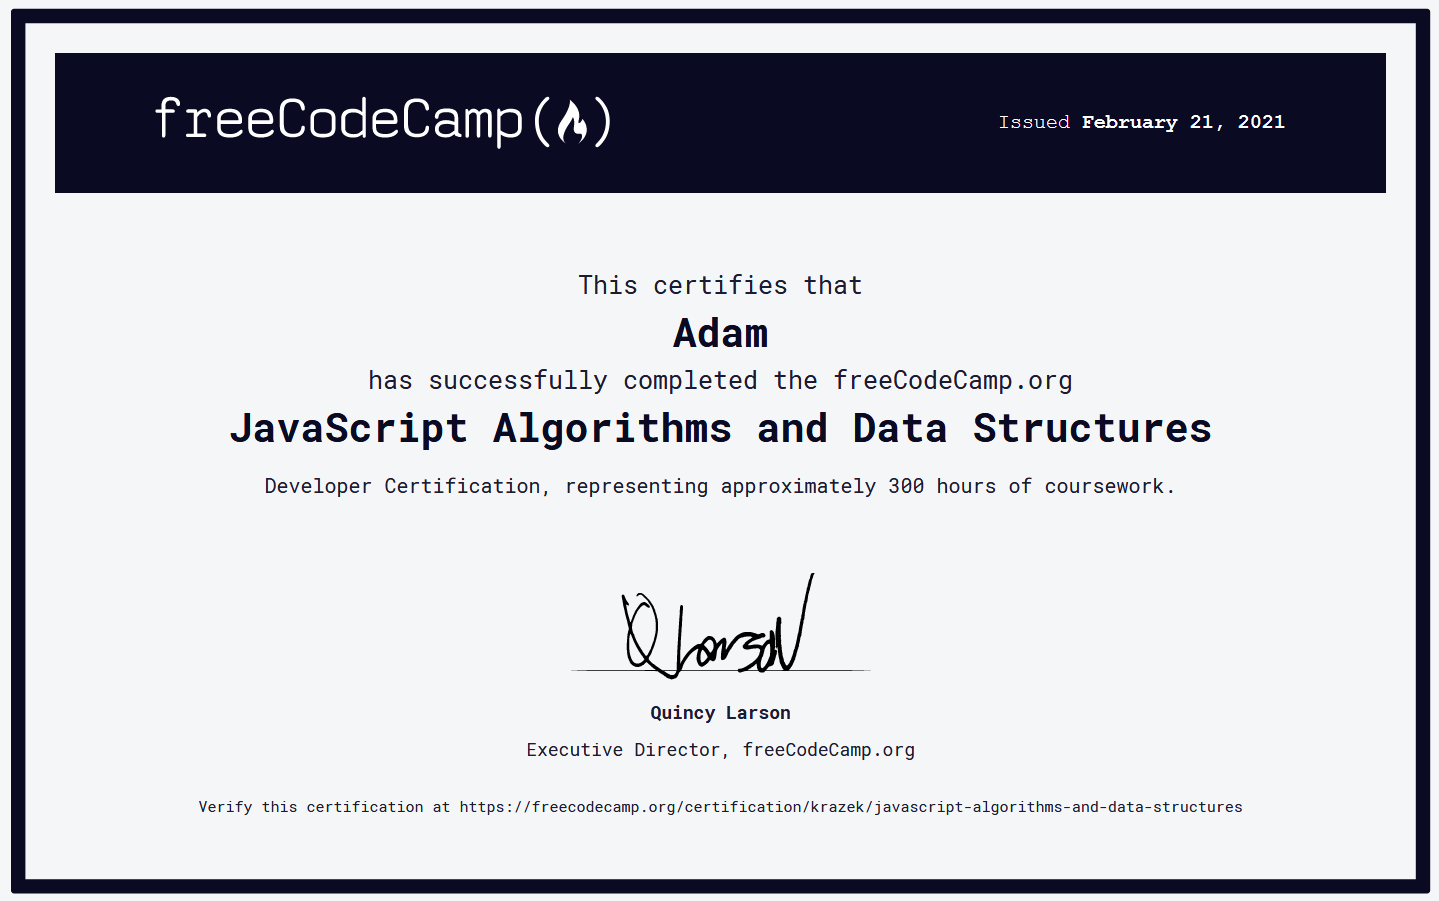 freeCodeCamp
Issued February 21, 2021
This certifies that
Adam
has successfully completed the freeCodeCamp.org
JavaScript Algorithms and Data Structures
Developer Certification, representing approximately 300 hours of coursework.
Q Larson
Quincy Larson
Executive Director, freeCodeCamp.org
Verify this certification at https://freecodecamp.org/certification/krazek/javascript-algorithms-and-data-structures